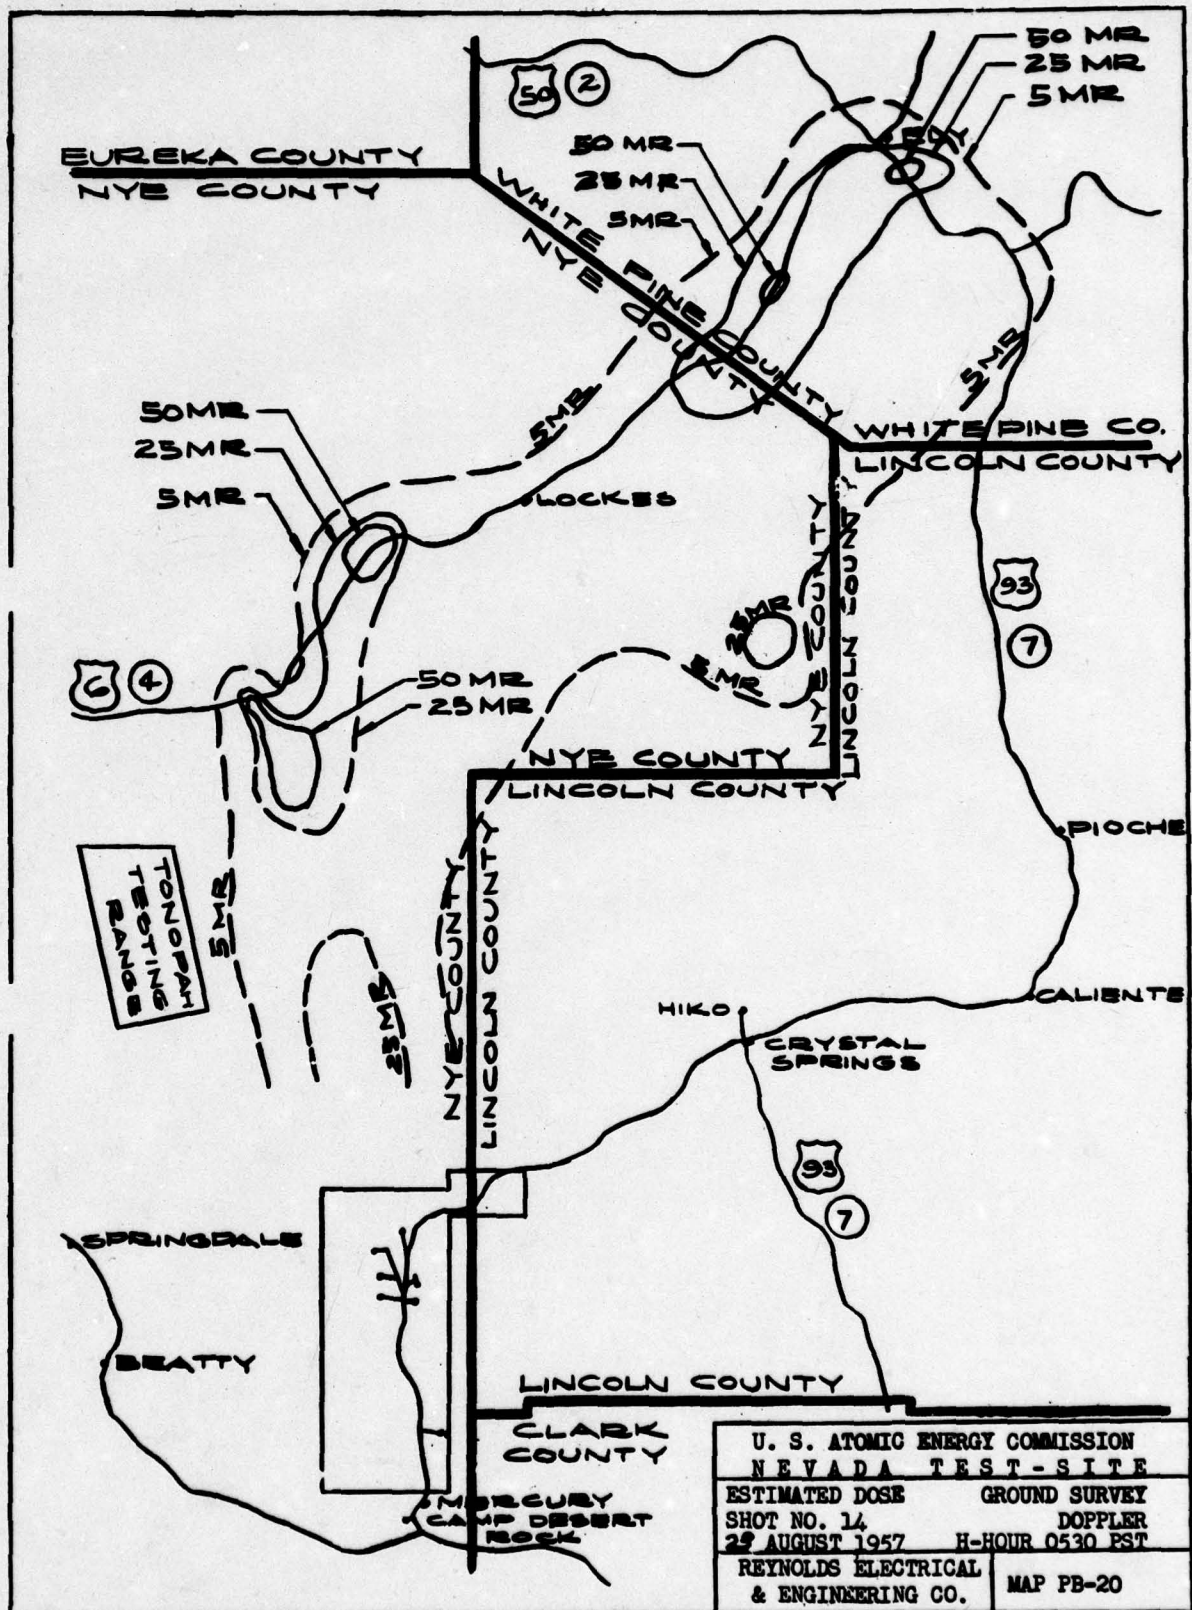 50 MR
25 MR
5 MR
50
2
ELY
50 MR
25 MR
5 MR
EUREKA COUNTY
NYE COUNTY
WHITE PINE COUNTY
NYE COUNTY
5 MR
5 MR
50 MR
25 MR
5 MR
WHITE PINE CO.
LINCOLN COUNTY
LOCKES
NYE COUNTY
LINCOLN COUNTY
93
7
25 MR
5 MR
6
4
50 MR
25 MR
NYE COUNTY
LINCOLN COUNTY
PIOCHE
TONOPAH
TESTING
RANGE
5 MR
25 MR
NYE COUNTY
LINCOLN COUNTY
HIKO
CALIENTE
CRYSTAL
SPRINGS
93
7
SPRINGDALE
BEATTY
LINCOLN COUNTY
CLARK
COUNTY
MERCURY
CAMP DESERT
ROCK
U. S. ATOMIC ENERGY COMMISSION
NEVADA TEST-SITE
ESTIMATED DOSE GROUND SURVEY
SHOT NO. 14 DOPPLER
AUGUST 1957 H-HOUR 0530 PST
REYNOLDS ELECTRICAL
& ENGINEERING CO.
MAP PB-20